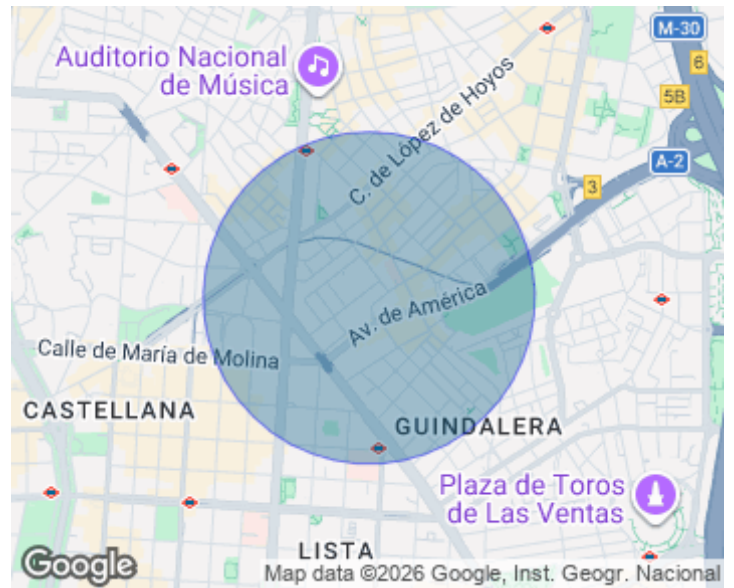 M-30
Auditorio Nacional
de Música
6
5B
C. de López de Hoyos
A-2
3
Av. de América
Calle de María de Molina
CASTELLANA
GUINDALERA
Plaza de Toros
de Las Ventas
LISTA
Google
Map data ©2026 Google, Inst. Geogr. Nacional